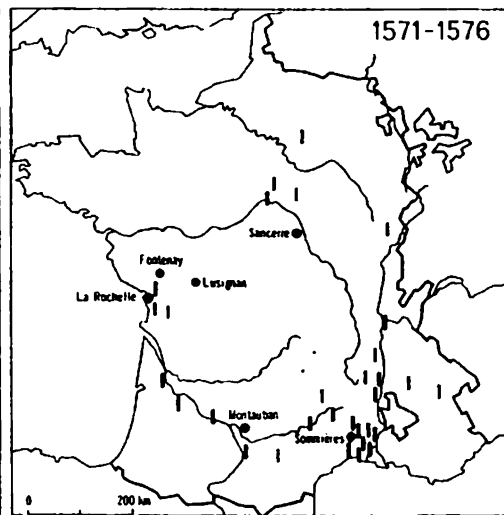 1571-1576
Sancerre
Fontenay
Lusignan
La Rochelle
Montauban
Sommières
0 200 km